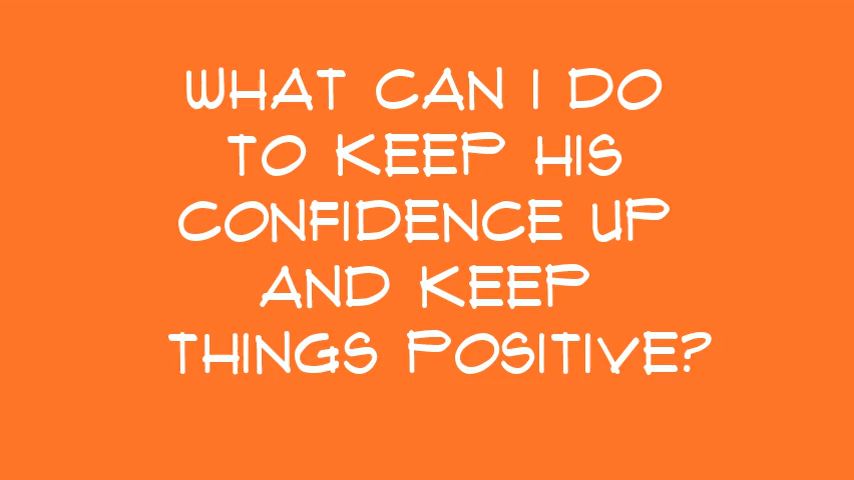 WHAT CAN I DO
TO KEEP HIS
CONFIDENCE UP
AND KEEP
THINGS POSITIVE?